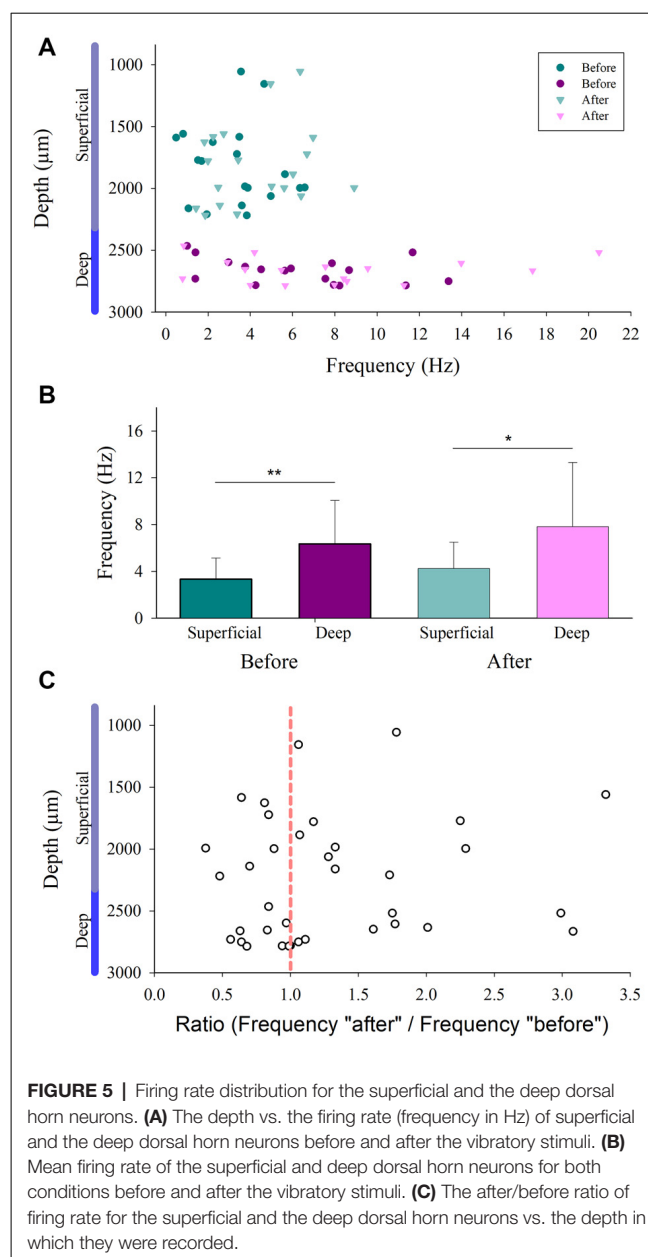 A
Superficial
Deep
Depth (µm)
1000
1500
2000
2500
3000
Before
Before
After
After
0 2 4 6 8 10 12 14 16 18 20 22
Frequency (Hz)
B
Frequency (Hz)
16
12
8
4
0
**
*
Superficial Deep Superficial Deep
Before After
C
Superficial
Deep
Depth (µm)
1000
1500
2000
2500
3000
0.0 0.5 1.0 1.5 2.0 2.5 3.0 3.5
Ratio (Frequency "after" / Frequency "before")
FIGURE 5 | Firing rate distribution for the superficial and the deep dorsal
horn neurons. (A) The depth vs. the firing rate (frequency in Hz) of superficial
and the deep dorsal horn neurons before and after the vibratory stimuli. (B)
Mean firing rate of the superficial and deep dorsal horn neurons for both
conditions before and after the vibratory stimuli. (C) The after/before ratio of
firing rate for the superficial and the deep dorsal horn neurons vs. the depth in
which they were recorded.